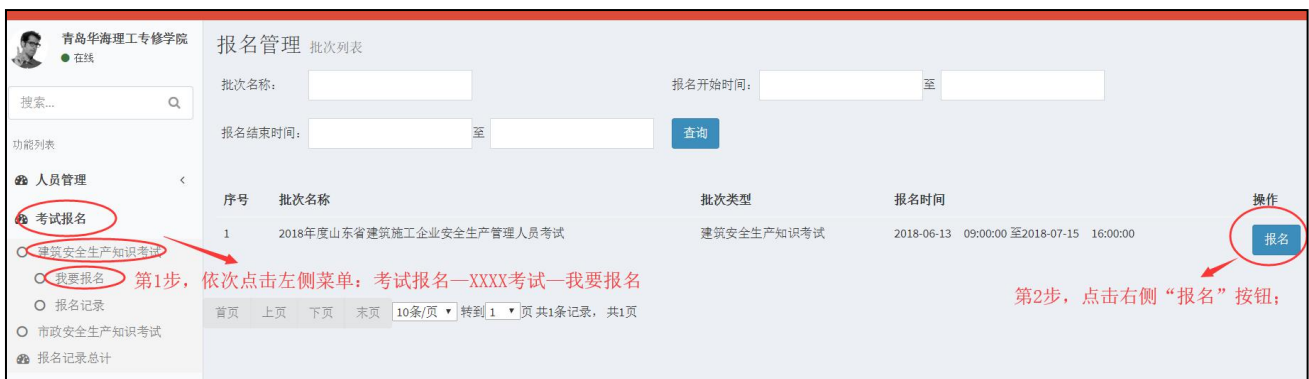 青岛华海理工专修学院
在线
搜索...
功能列表
人员管理
考试报名
建筑安全生产知识考试
我要报名
报名记录
市政安全生产知识考试
报名记录总计
报名管理 批次列表
批次名称： 报名开始时间： 至
报名结束时间： 至 查询
序号 批次名称 批次类型 报名时间 操作
1 2018年度山东省建筑施工企业安全生产管理人员考试 建筑安全生产知识考试 2018-06-13 09:00:00 至2018-07-15 16:00:00 报名
第1步，依次点击左侧菜单：考试报名—XXXX考试—我要报名
第2步，点击右侧“报名”按钮；
首页 上页 下页 末页 10条/页 转到 1 页 共1条记录， 共1页